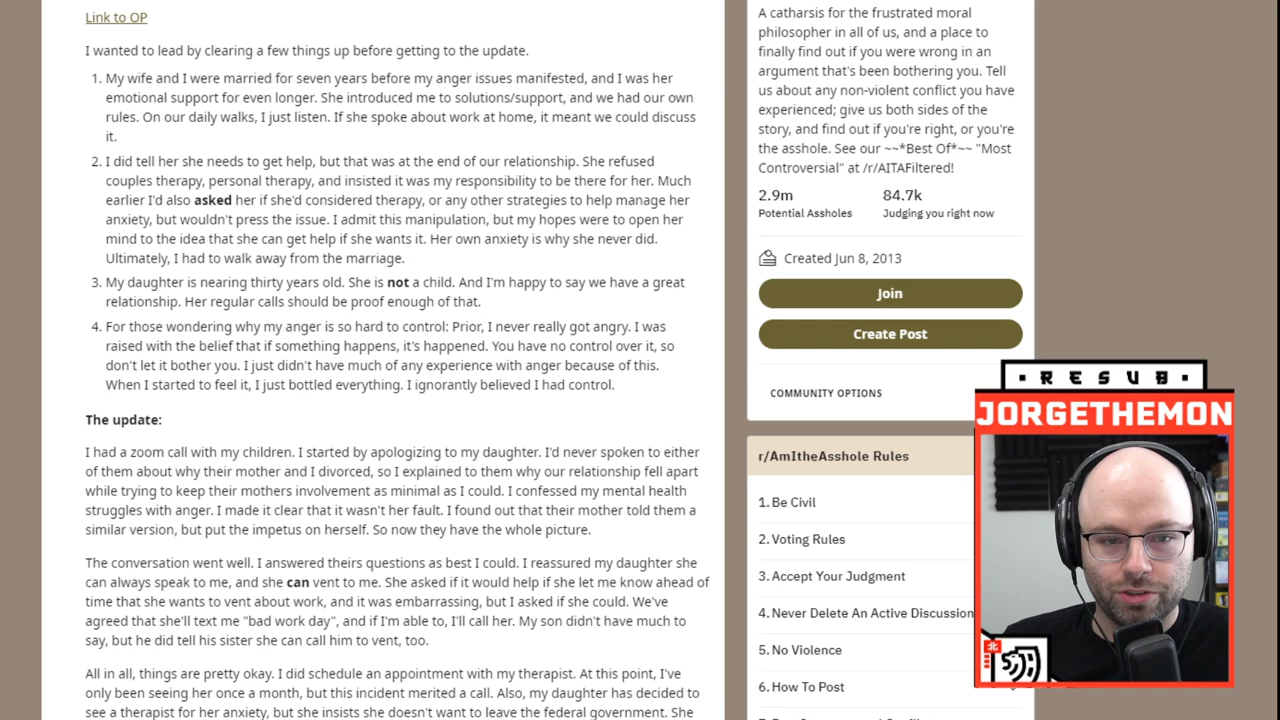 Link to OP
I wanted to lead by clearing a few things up before getting to the update.
1. My wife and I were married for seven years before my anger issues manifested, and I was her
emotional support for even longer. She introduced me to solutions/support, and we had our own
rules. On our daily walks, I just listen. If she spoke about work at home, it meant we could discuss
it.
2. I did tell her she needs to get help, but that was at the end of our relationship. She refused
couples therapy, personal therapy, and insisted it was my responsibility to be there for her. Much
earlier I'd also asked her if she'd considered therapy, or any other strategies to help manage her
anxiety, but wouldn't press the issue. I admit this manipulation, but my hopes were to open her
mind to the idea that she can get help if she wants it. Her own anxiety is why she never did.
Ultimately, I had to walk away from the marriage.
3. My daughter is nearing thirty years old. She is not a child. And I'm happy to say we have a great
relationship. Her regular calls should be proof enough of that.
4. For those wondering why my anger is so hard to control: Prior, I never really got angry. I was
raised with the belief that if something happens, it's happened. You have no control over it, so
don't let it bother you. I just didn't have much of any experience with anger because of this.
When I started to feel it, I just bottled everything. I ignorantly believed I had control.
The update:
I had a zoom call with my children. I started by apologizing to my daughter. I'd never spoken to either
of them about why their mother and I divorced, so I explained to them why our relationship fell apart
while trying to keep their mothers involvement as minimal as I could. I confessed my mental health
struggles with anger. I made it clear that it wasn't her fault. I found out that their mother told them a
similar version, but put the impetus on herself. So now they have the whole picture.
The conversation went well. I answered theirs questions as best I could. I reassured my daughter she
can always speak to me, and she can vent to me. She asked if it would help if she let me know ahead of
time that she wants to vent about work, and it was embarrassing, but I asked if she could. We've
agreed that she'll text me "bad work day", and if I'm able to, I'll call her. My son didn't have much to
say, but he did tell his sister she can call him to vent, too.
All in all, things are pretty okay. I did schedule an appointment with my therapist. At this point, I've
only been seeing her once a month, but this incident merited a call. Also, my daughter has decided to
see a therapist for her anxiety, but she insists she doesn't want to leave the federal government. She
A catharsis for the frustrated moral
philosopher in all of us, and a place to
finally find out if you were wrong in an
argument that's been bothering you. Tell
us about any non-violent conflict you have
experienced; give us both sides of the
story, and find out if you're right, or you're
the asshole. See our ~~*Best Of*~~ "Most
Controversial" at /r/AITAFiltered!
2.9m 84.7k
Potential Assholes Judging you right now
Created Jun 8, 2013
Join
Create Post
COMMUNITY OPTIONS
r/AmItheAsshole Rules
1. Be Civil
2. Voting Rules
3. Accept Your Judgment
4. Never Delete An Active Discussion
5. No Violence
6. How To Post
RESUB
JORGETHEMON